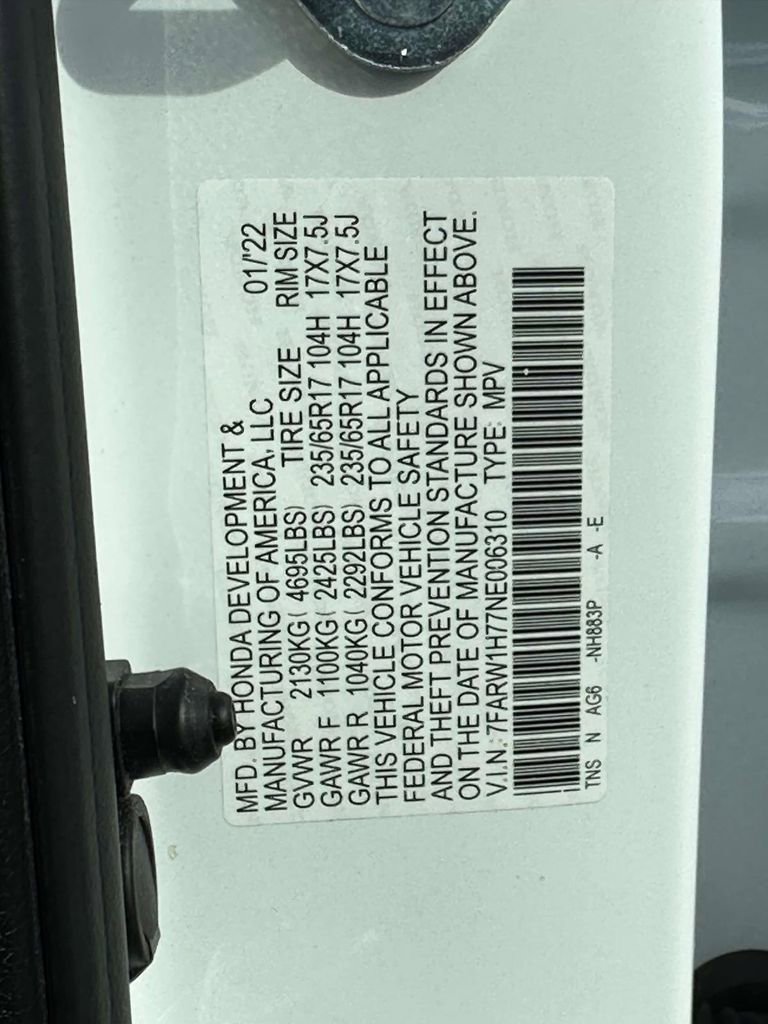 MFD. BY HONDA DEVELOPMENT &
MANUFACTURING OF AMERICA, LLC 01/'22
GVWR 2130KG( 4695LBS) TIRE SIZE RIM SIZE
GAWR F 1100KG( 2425LBS) 235/65R17 104H 17X7.5J
GAWR R 1040KG( 2292LBS) 235/65R17 104H 17X7.5J
THIS VEHICLE CONFORMS TO ALL APPLICABLE
FEDERAL MOTOR VEHICLE SAFETY
AND THEFT PREVENTION STANDARDS IN EFFECT
ON THE DATE OF MANUFACTURE SHOWN ABOVE.
V.I.N.: 7FARW1H77NE006310 TYPE: MPV
TNS N AG6 -NH883P -A -E